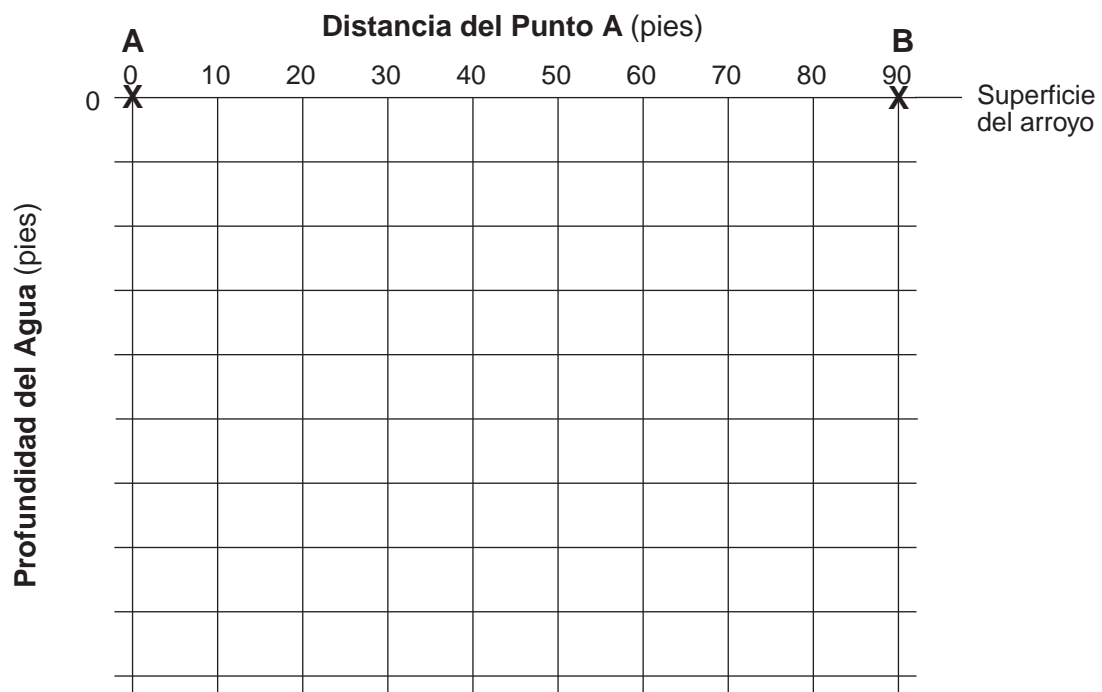 Distancia del Punto A (pies)
A B
0 10 20 30 40 50 60 70 80 90
X X
0
Superficie
del arroyo
Profundidad del Agua (pies)